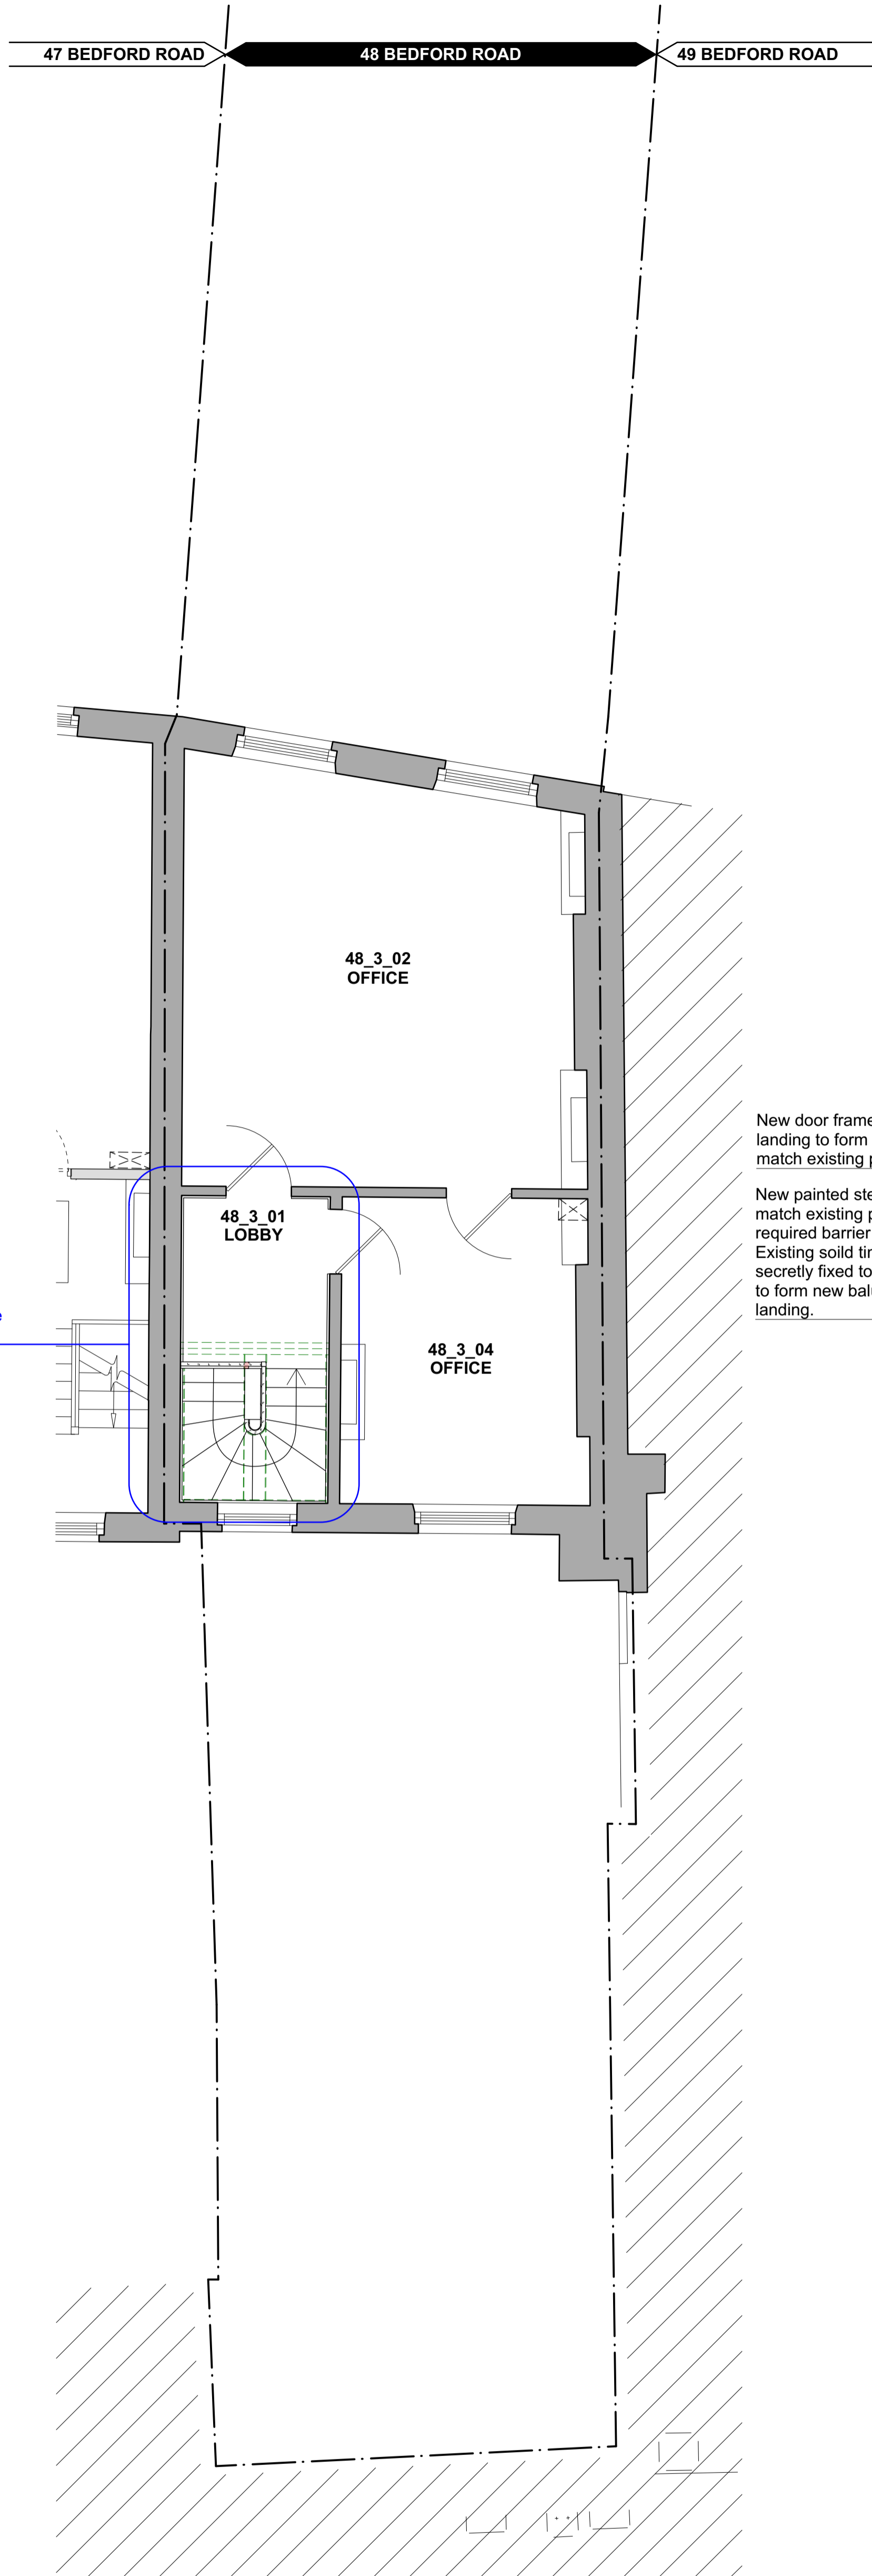 47 BEDFORD ROAD
48 BEDFORD ROAD
49 BEDFORD ROAD
48_3_02
OFFICE
New door frame
landing to form
match existing p
New painted ste
match existing p
required barrier
Existing soild tim
secretly fixed to
to form new balu
landing.
48_3_01
LOBBY
48_3_04
OFFICE